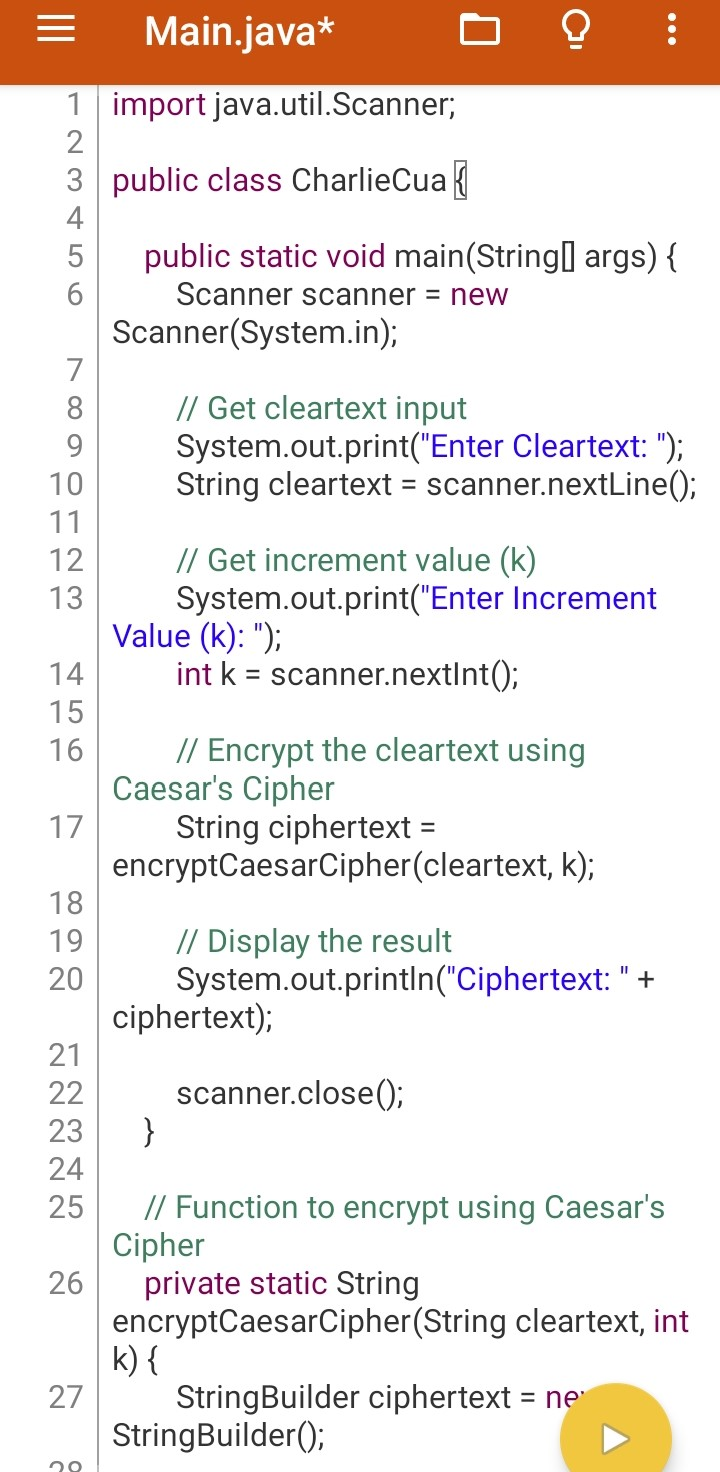 Main.java*
1 import java.util.Scanner;
2
3 public class CharlieCua {
4
5 public static void main(String[] args) {
6 Scanner scanner = new
Scanner(System.in);
7
8 // Get cleartext input
9 System.out.print("Enter Cleartext: ");
10 String cleartext = scanner.nextLine();
11
12 // Get increment value (k)
13 System.out.print("Enter Increment
Value (k): ");
14 int k = scanner.nextInt();
15
16 // Encrypt the cleartext using
Caesar's Cipher
17 String ciphertext =
encryptCaesarCipher(cleartext, k);
18
19 // Display the result
20 System.out.println("Ciphertext: " +
ciphertext);
21
22 scanner.close();
23 }
24
25 // Function to encrypt using Caesar's
Cipher
26 private static String
encryptCaesarCipher(String cleartext, int
k) {
27 StringBuilder ciphertext =
StringBuilder();
28